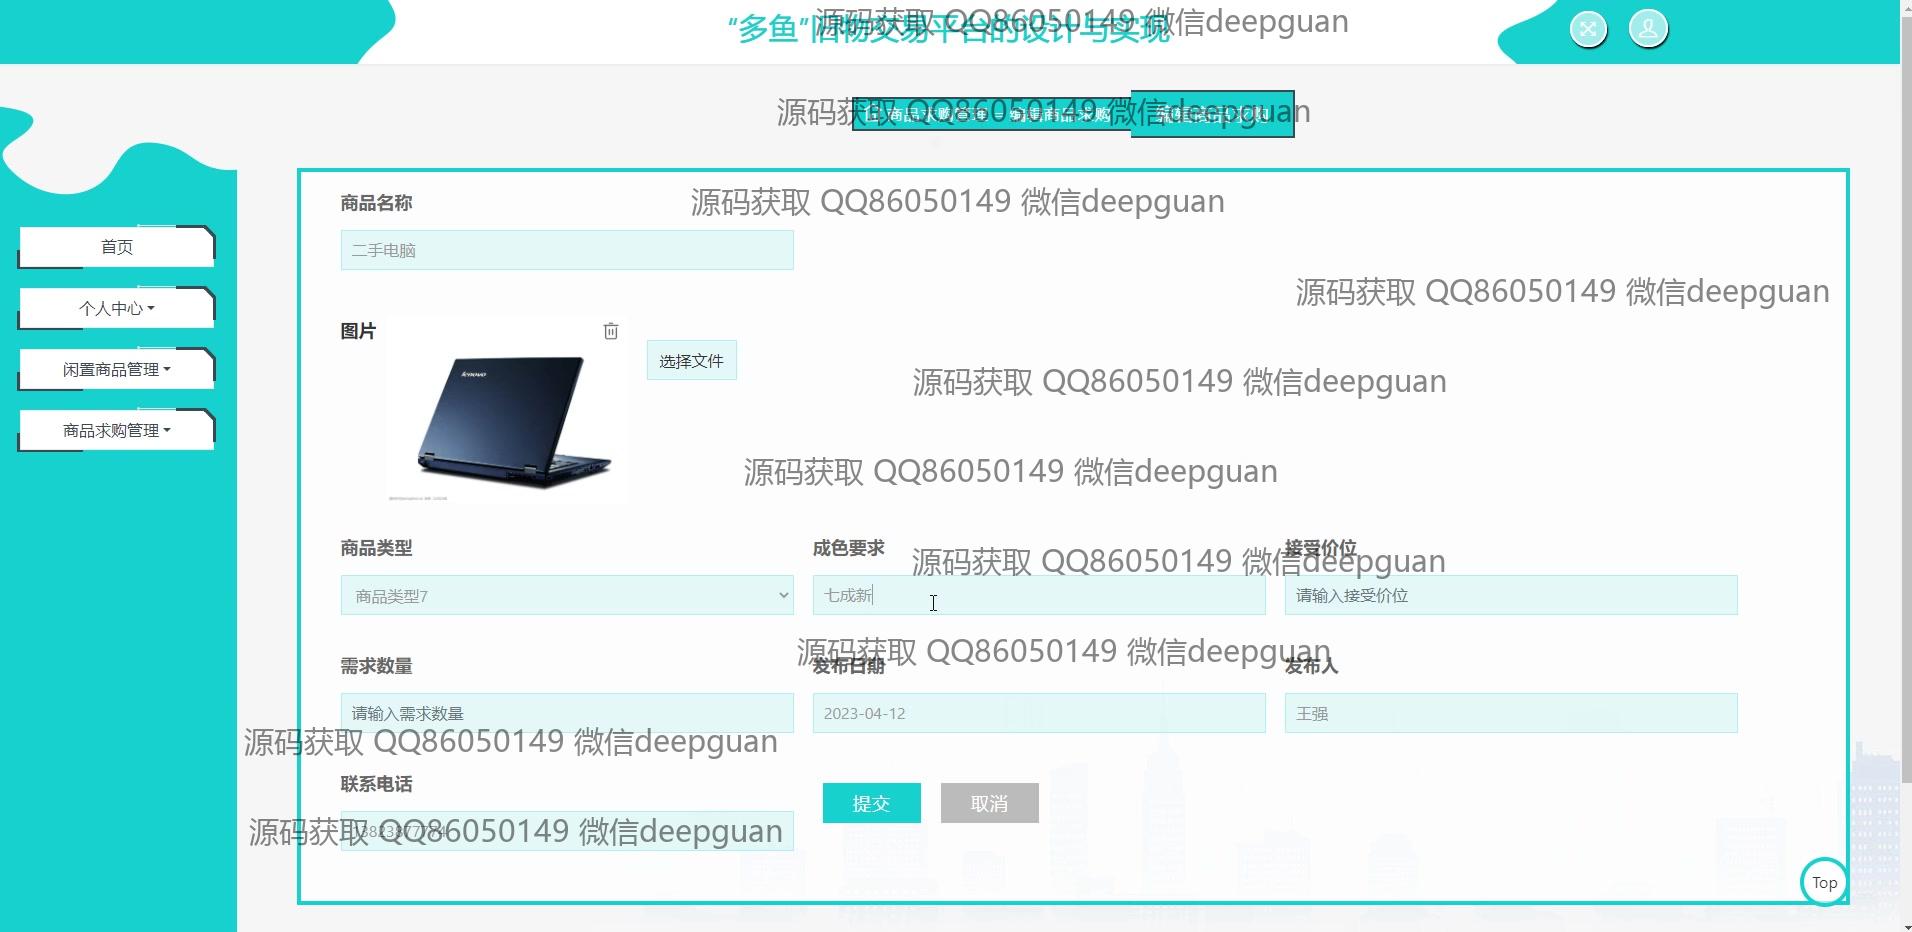 “多鱼”旧物交易平台的设计与实现
源码获取 QQ86050149 微信deepguan
商品求购管理 - 编辑商品求购
编辑商品求购
源码获取 QQ86050149 微信deepguan
商品名称
源码获取 QQ86050149 微信deepguan
首页
二手电脑
源码获取 QQ86050149 微信deepguan
个人中心
图片
lenovo
选择文件
闲置商品管理
源码获取 QQ86050149 微信deepguan
商品求购管理
源码获取 QQ86050149 微信deepguan
商品类型
成色要求
接受价位
源码获取 QQ86050149 微信deepguan
商品类型7
七成新
请输入接受价位
需求数量
发布日期
发布人
源码获取 QQ86050149 微信deepguan
请输入需求数量
2023-04-12
王强
源码获取 QQ86050149 微信deepguan
联系电话
提交
取消
源码获取 QQ86050149 微信deepguan
Top